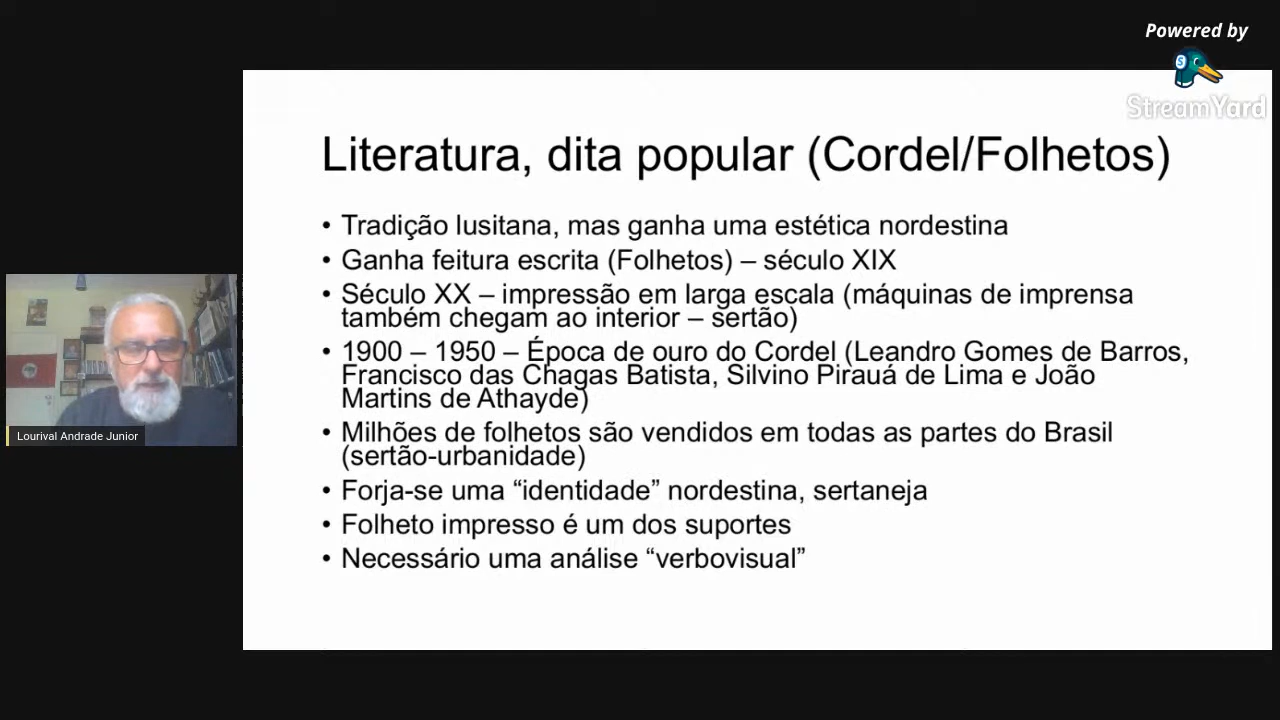 Powered by
StreamYard
Literatura, dita popular (Cordel/Folhetos)
• Tradição lusitana, mas ganha uma estética nordestina
• Ganha feitura escrita (Folhetos) – século XIX
• Século XX – impressão em larga escala (máquinas de imprensa
também chegam ao interior – sertão)
• 1900 – 1950 – Época de ouro do Cordel (Leandro Gomes de Barros,
Francisco das Chagas Batista, Silvino Pirauá de Lima e João
Martins de Athayde)
• Milhões de folhetos são vendidos em todas as partes do Brasil
(sertão-urbanidade)
• Forja-se uma “identidade” nordestina, sertaneja
• Folheto impresso é um dos suportes
• Necessário uma análise “verbovisual”
Lourival Andrade Junior